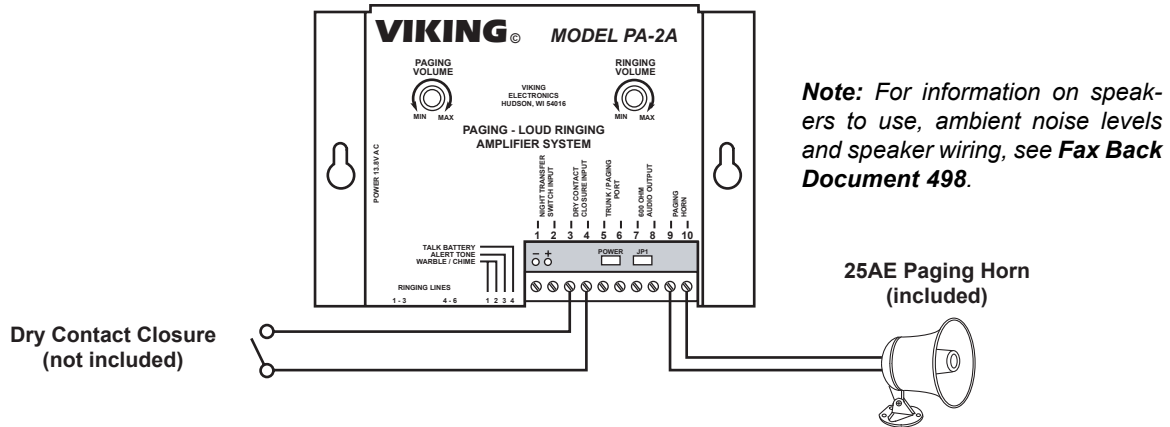 VIKING© MODEL PA-2A
PAGING
VOLUME
MIN MAX
VIKING
ELECTRONICS
HUDSON, WI 54016
RINGING
VOLUME
MIN MAX
PAGING - LOUD RINGING
AMPLIFIER SYSTEM
POWER 13.8V AC
NIGHT TRANSFER
SWITCH INPUT
DRY CONTACT
CLOSURE INPUT
TRUNK / PAGING
PORT
600 OHM
AUDIO OUTPUT
PAGING
HORN
1 2 3 4 5 6 7 8 9 10
TALK BATTERY
ALERT TONE
WARBLE / CHIME
- + POWER JP1
RINGING LINES
1 - 3 4 - 6 1 2 3 4
Note: For information on speak-
ers to use, ambient noise levels
and speaker wiring, see Fax Back
Document 498.
25AE Paging Horn
(included)
Dry Contact Closure
(not included)